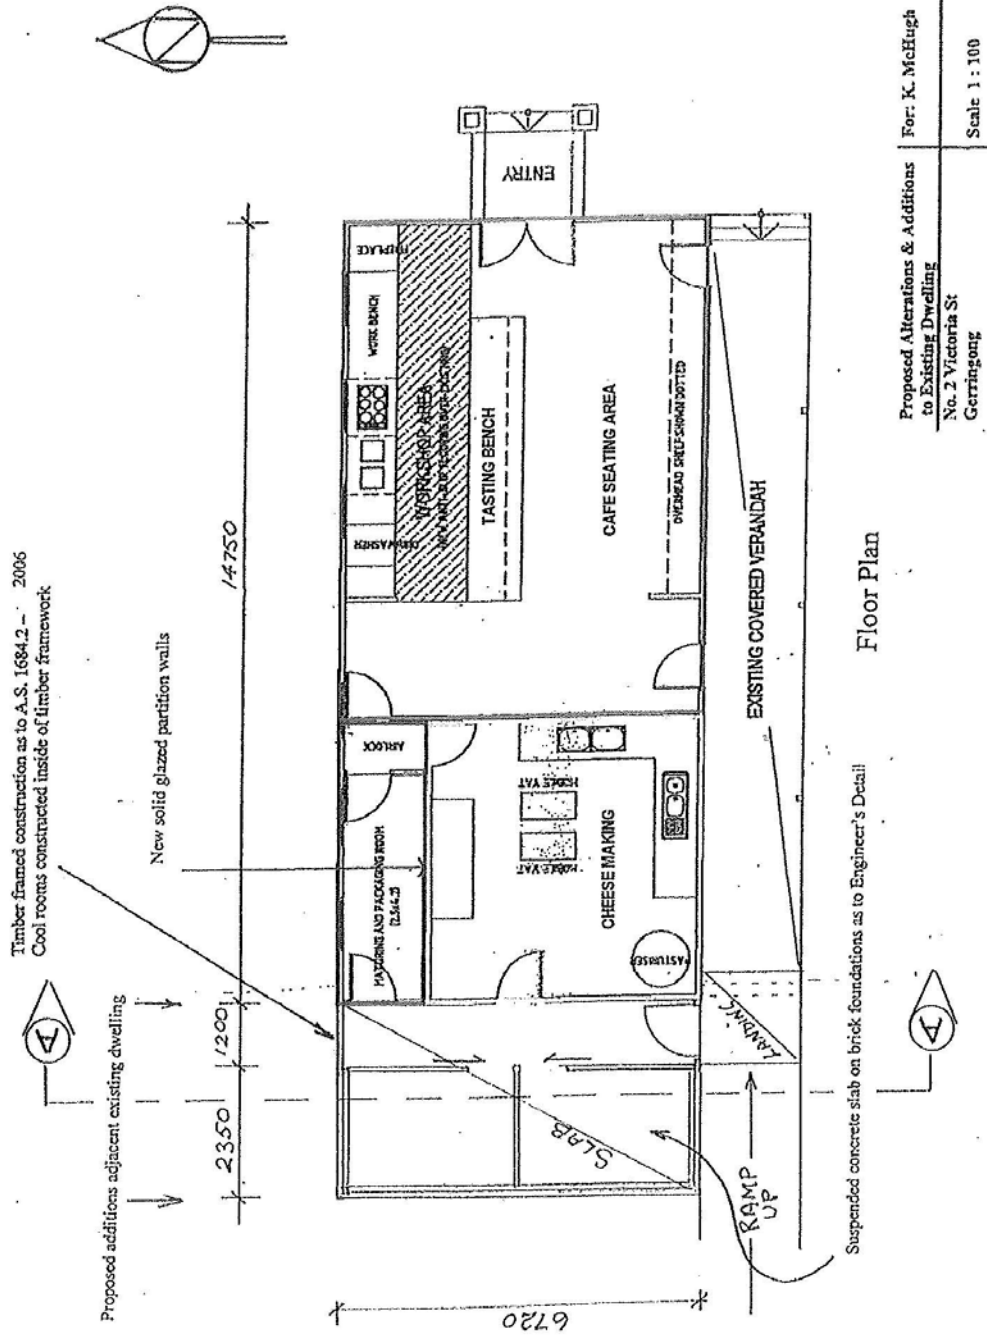 Timber framed construction as to A.S. 1684.2 – 2006
Cool rooms constructed inside of timber framework
Proposed additions adjacent existing dwelling
New solid glazed partition walls
2350
1200
14750
6720
A
A
N
AIRLOCK
MATURING AND PACKAGING ROOM
MOBILE VAT
MOBILE VAT
CHEESE MAKING
PASTURISER
SLAB
LANDING
RAMP
UP
FIREPLACE
WORK BENCH
WORKSHOP AREA
DISHWASHER
TASTING BENCH
CAFE SEATING AREA
OVERHEAD SHELF SHOWN DOTTED
ENTRY
EXISTING COVERED VERANDAH
Suspended concrete slab on brick foundations as to Engineer's Detail
Floor Plan
Proposed Alterations & Additions
to Existing Dwelling
No. 2 Victoria St
Gerringong
For: K. McHugh
Scale 1 : 100